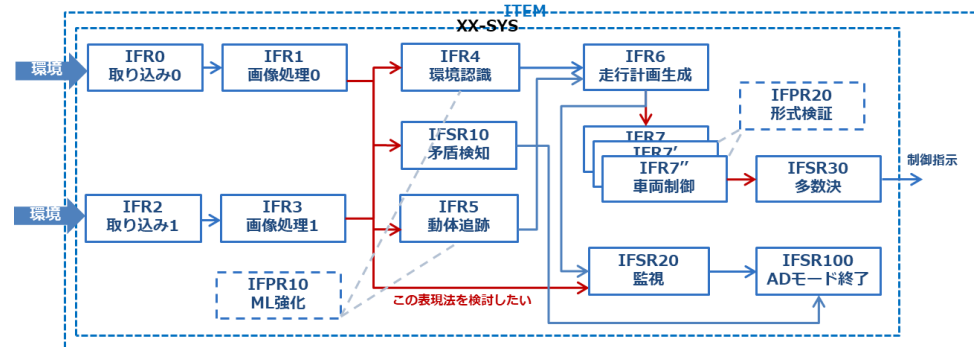 ITEM
XX-SYS
環境
IFR0
取り込み0
IFR1
画像処理0
IFR4
環境認識
IFR6
走行計画生成
IFPR20
形式検証
IFSR10
矛盾検知
IFR7
IFR7′
IFR7′′
車両制御
IFSR30
多数決
制御指示
環境
IFR2
取り込み1
IFR3
画像処理1
IFR5
動体追跡
IFPR10
ML強化
IFSR20
監視
IFSR100
ADモード終了
この表現法を検討したい